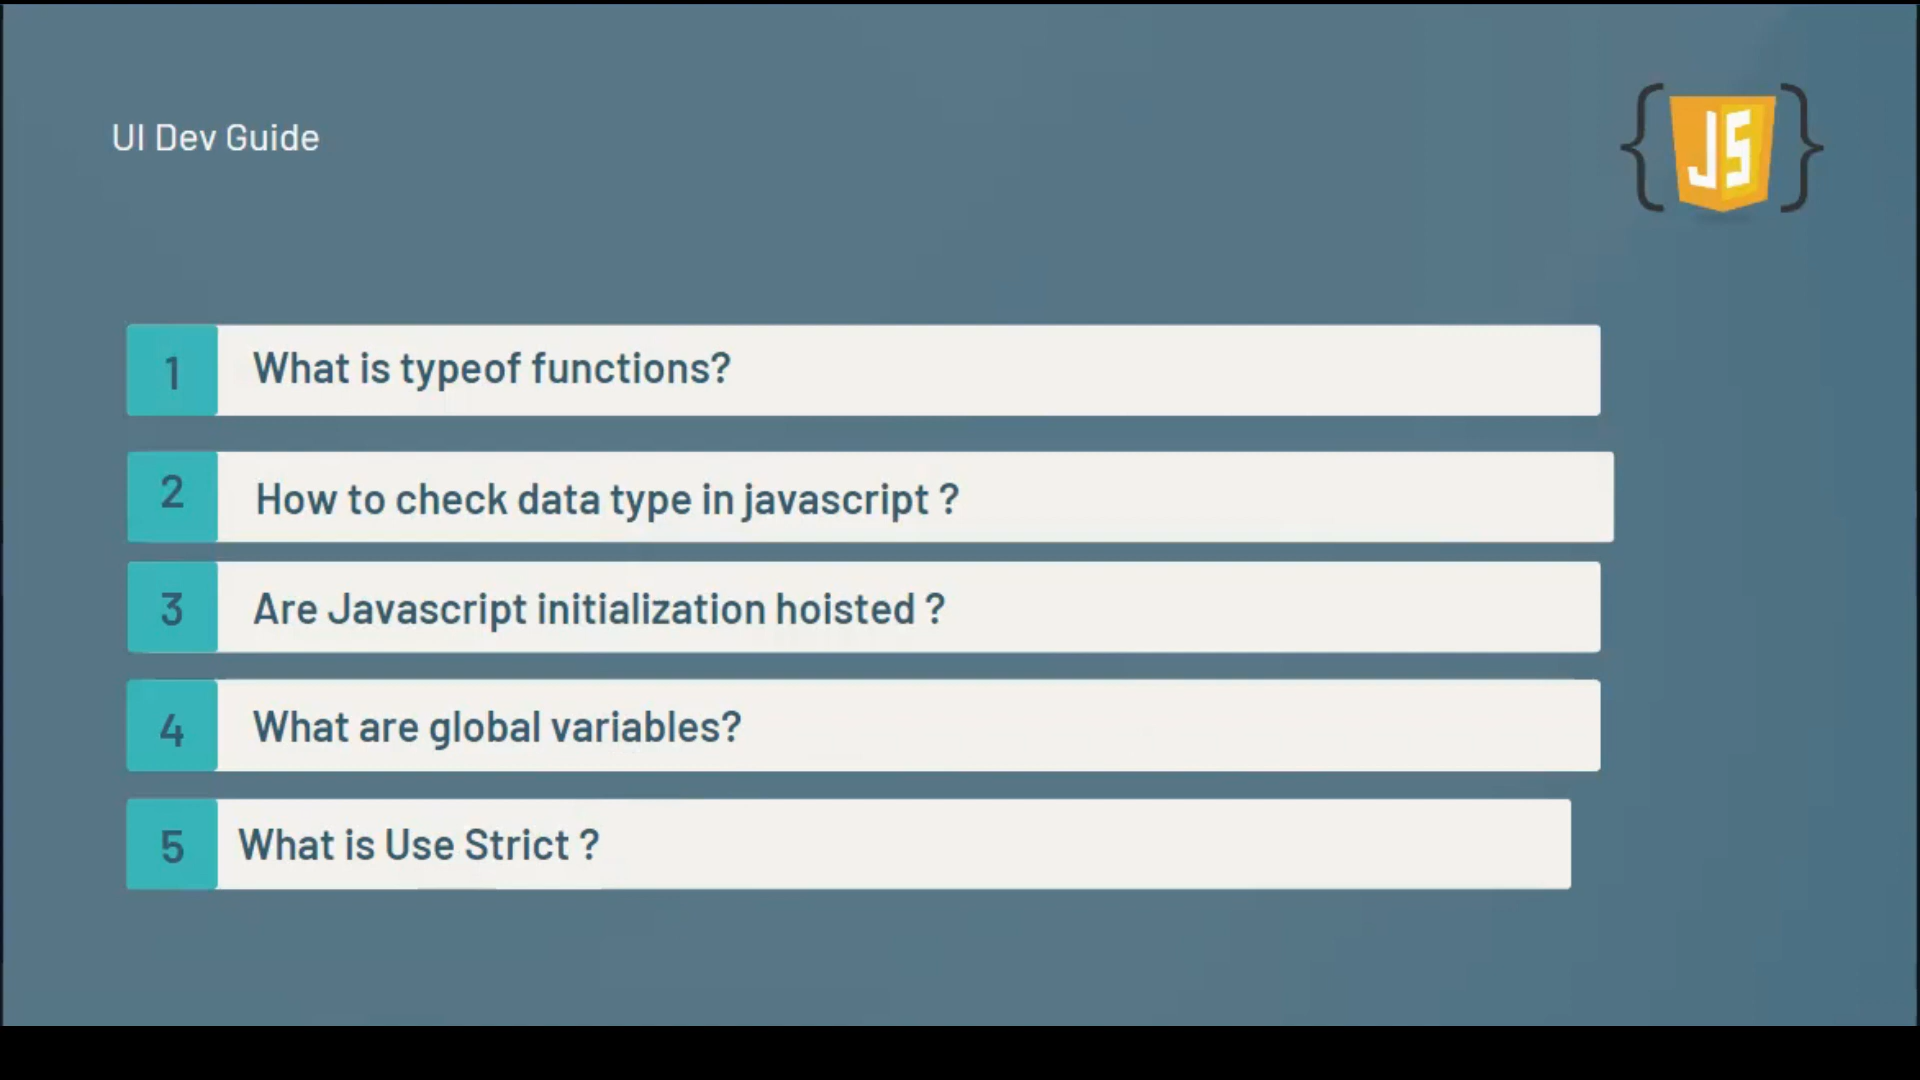 UI Dev Guide
{ JS }
1 What is typeof functions?
2 How to check data type in javascript ?
3 Are Javascript initialization hoisted ?
4 What are global variables?
5 What is Use Strict ?